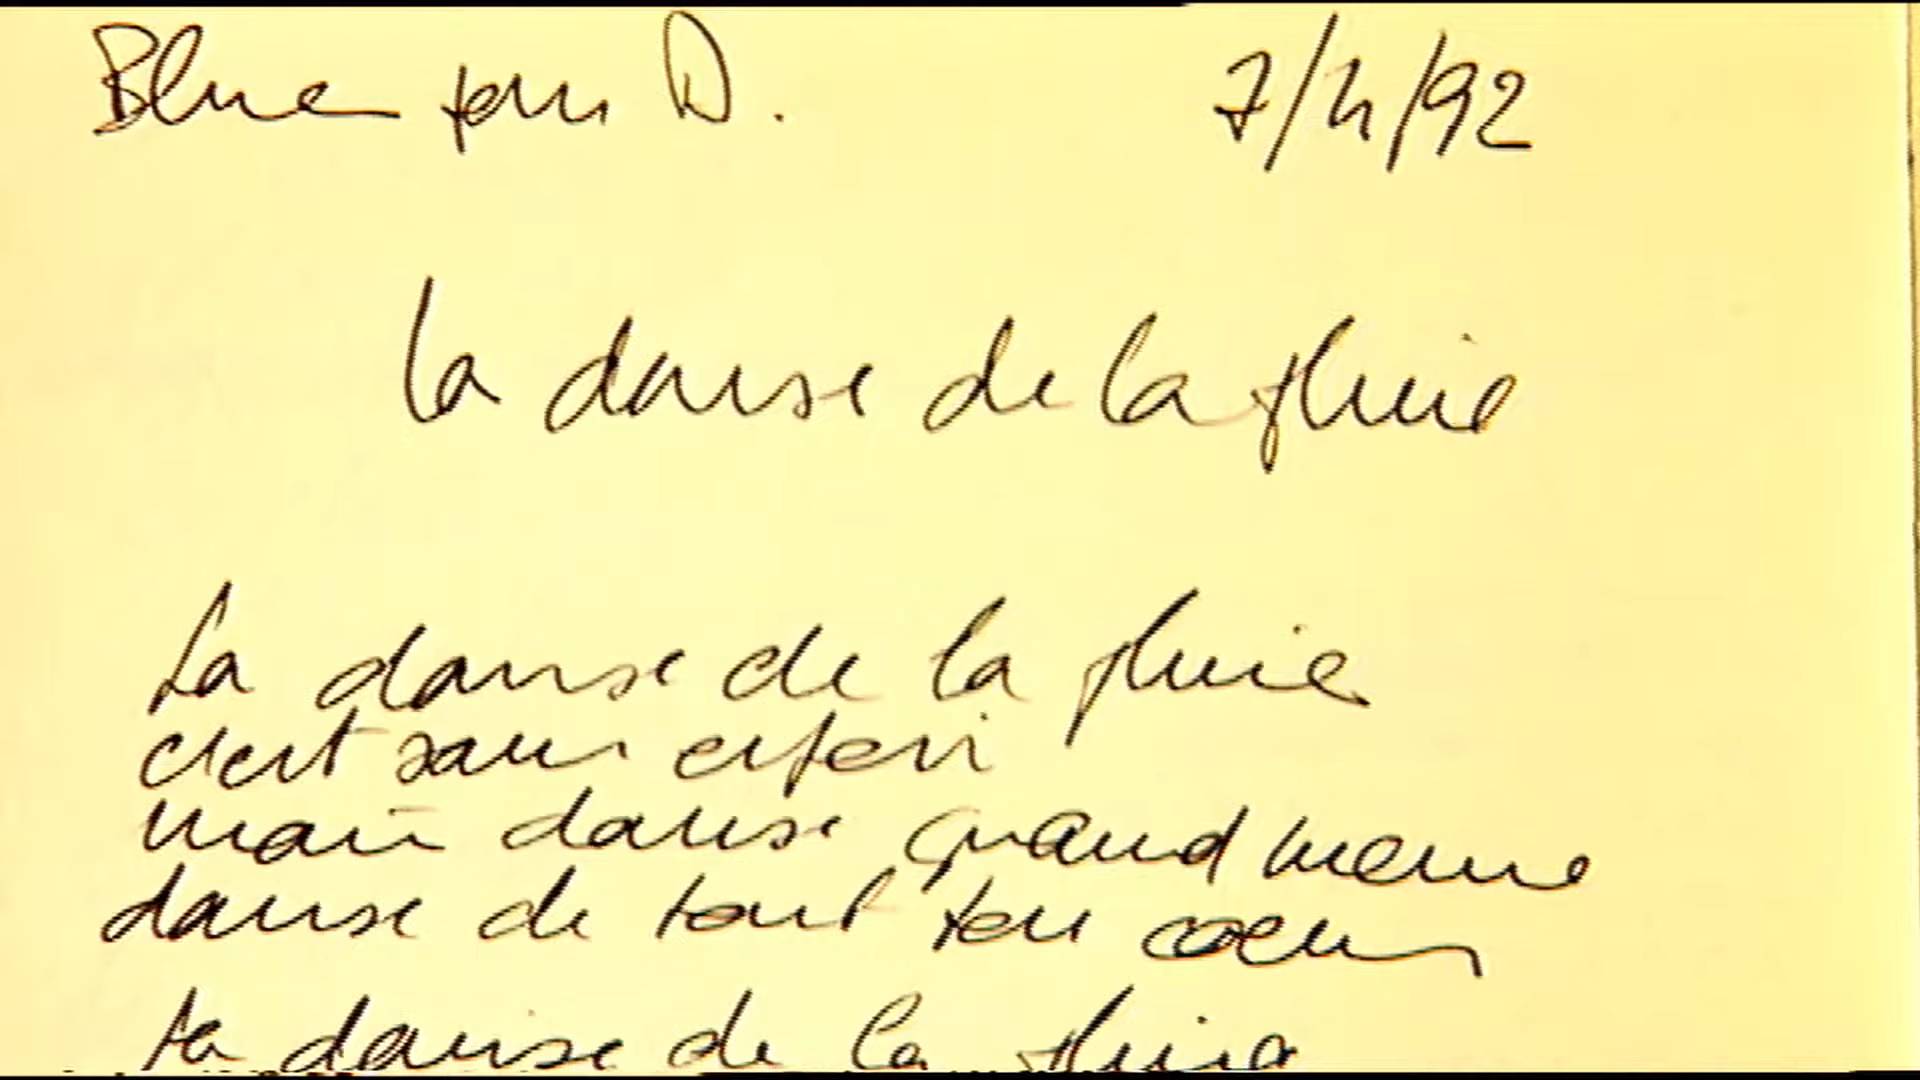 Blue pour D. 7/4/92
la danse de la pluie
La danse de la pluie
c'est sans espoir
mais danse quand meme
danse de tout ton coeur
ta danse de la pluie